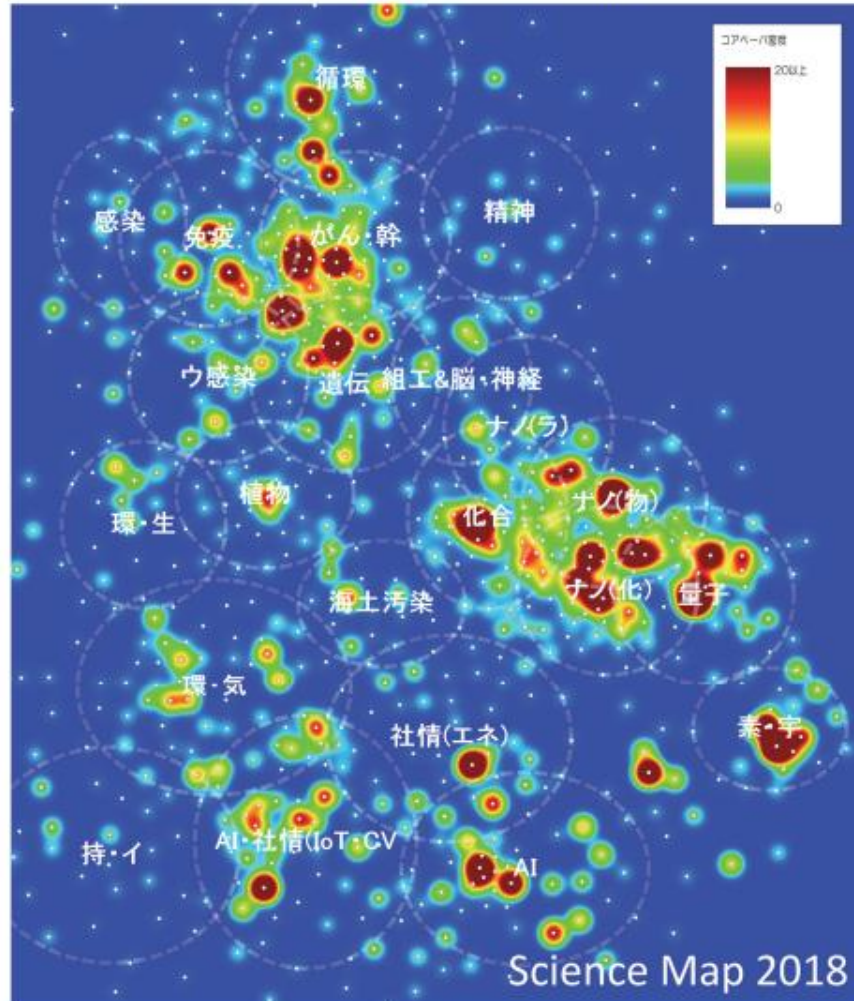 コアペーパ密度
20以上
0
循環
感染
免疫
がん・幹
精神
ウ感染
遺伝
組工&脳・神経
ナノ(ラ)
植物
化合
ナノ(物)
環・生
海土汚染
ナノ(化)
量子
環・気
社情(エネ)
素・宇
持・イ
AI・社情(IoT・CV
AI
Science Map 2018